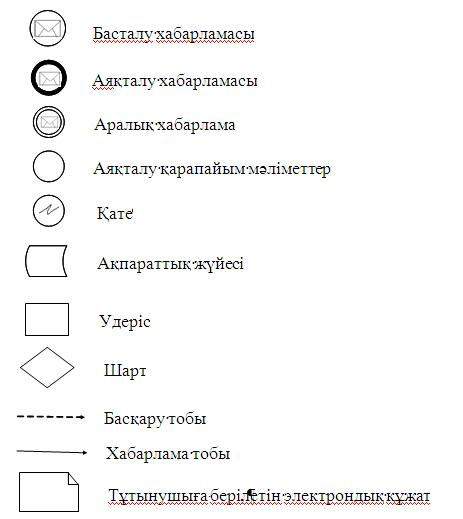 Басталу хабарламасы
Аяқталу хабарламасы
Аралық хабарлама
Аяқталу қарапайым мәліметтер
Қате
Ақпараттық жүйесі
Удеріс
Шарт
Басқару тобы
Хабарлама тобы
Тұтынушыға берілетін электрондық құжат